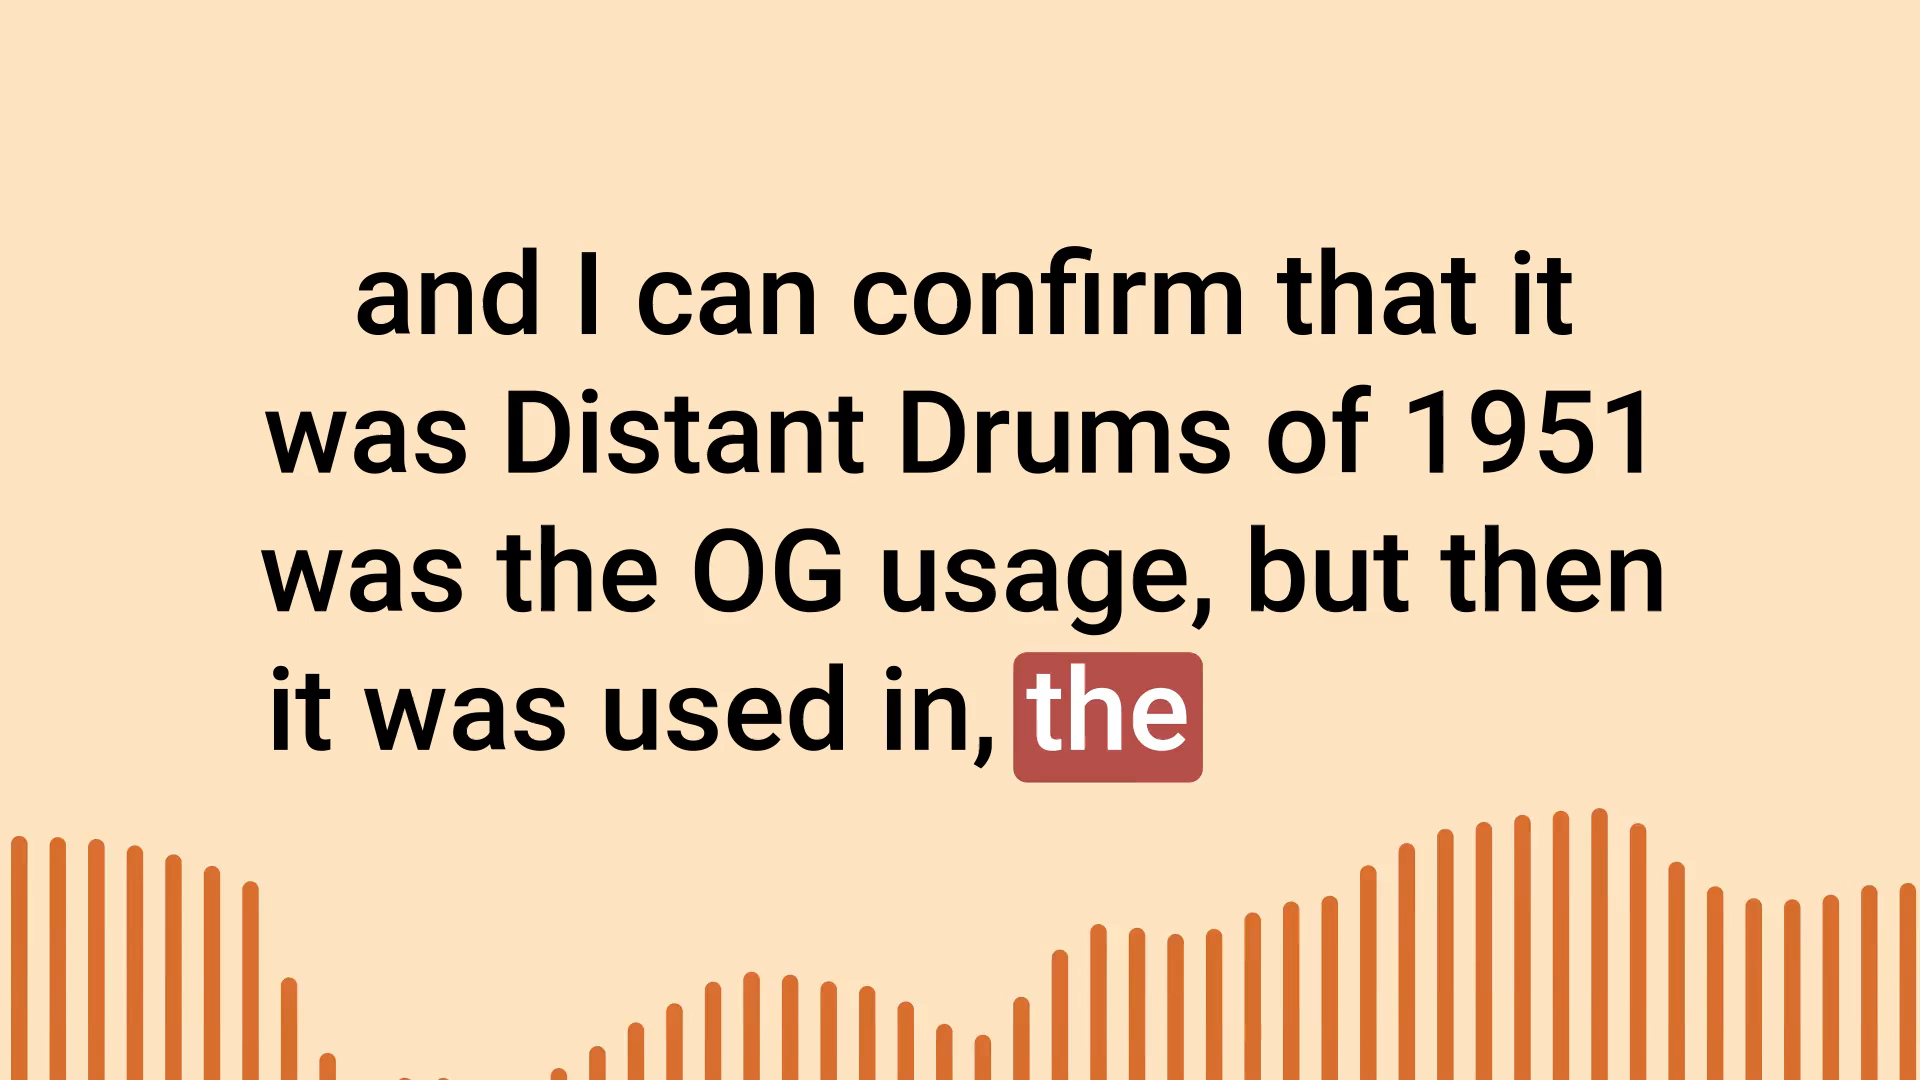 and I can confirm that it
was Distant Drums of 1951
was the OG usage, but then
it was used in, the